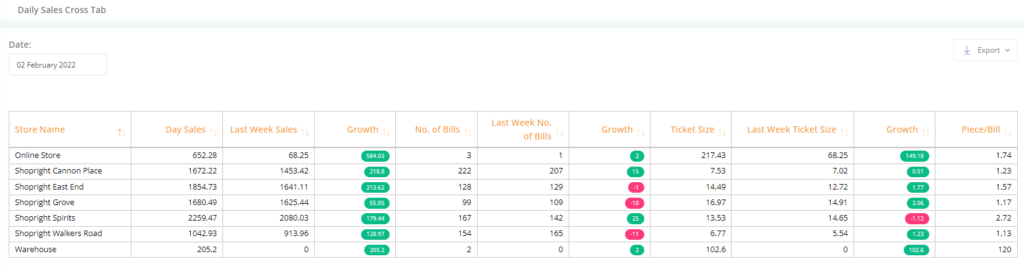 Daily Sales Cross Tab
Date:
02 February 2022
Export
Store Name Day Sales Last Week Sales Growth No. of Bills Last Week No. of Bills Growth Ticket Size Last Week Ticket Size Growth Piece/Bill
Online Store 652.28 68.25 584.03 3 1 2 217.43 68.25 149.18 1.74
Shopright Cannon Place 1672.22 1453.42 218.8 222 207 15 7.53 7.02 0.51 1.23
Shopright East End 1854.73 1641.11 213.62 128 129 -1 14.49 12.72 1.77 1.57
Shopright Grove 1680.49 1625.44 55.05 99 109 -10 16.97 14.91 2.06 1.17
Shopright Spirits 2259.47 2080.03 179.44 167 142 25 13.53 14.65 -1.12 2.72
Shopright Walkers Road 1042.93 913.96 128.97 154 165 -11 6.77 5.54 1.23 1.13
Warehouse 205.2 0 205.2 2 0 2 102.6 0 102.6 120